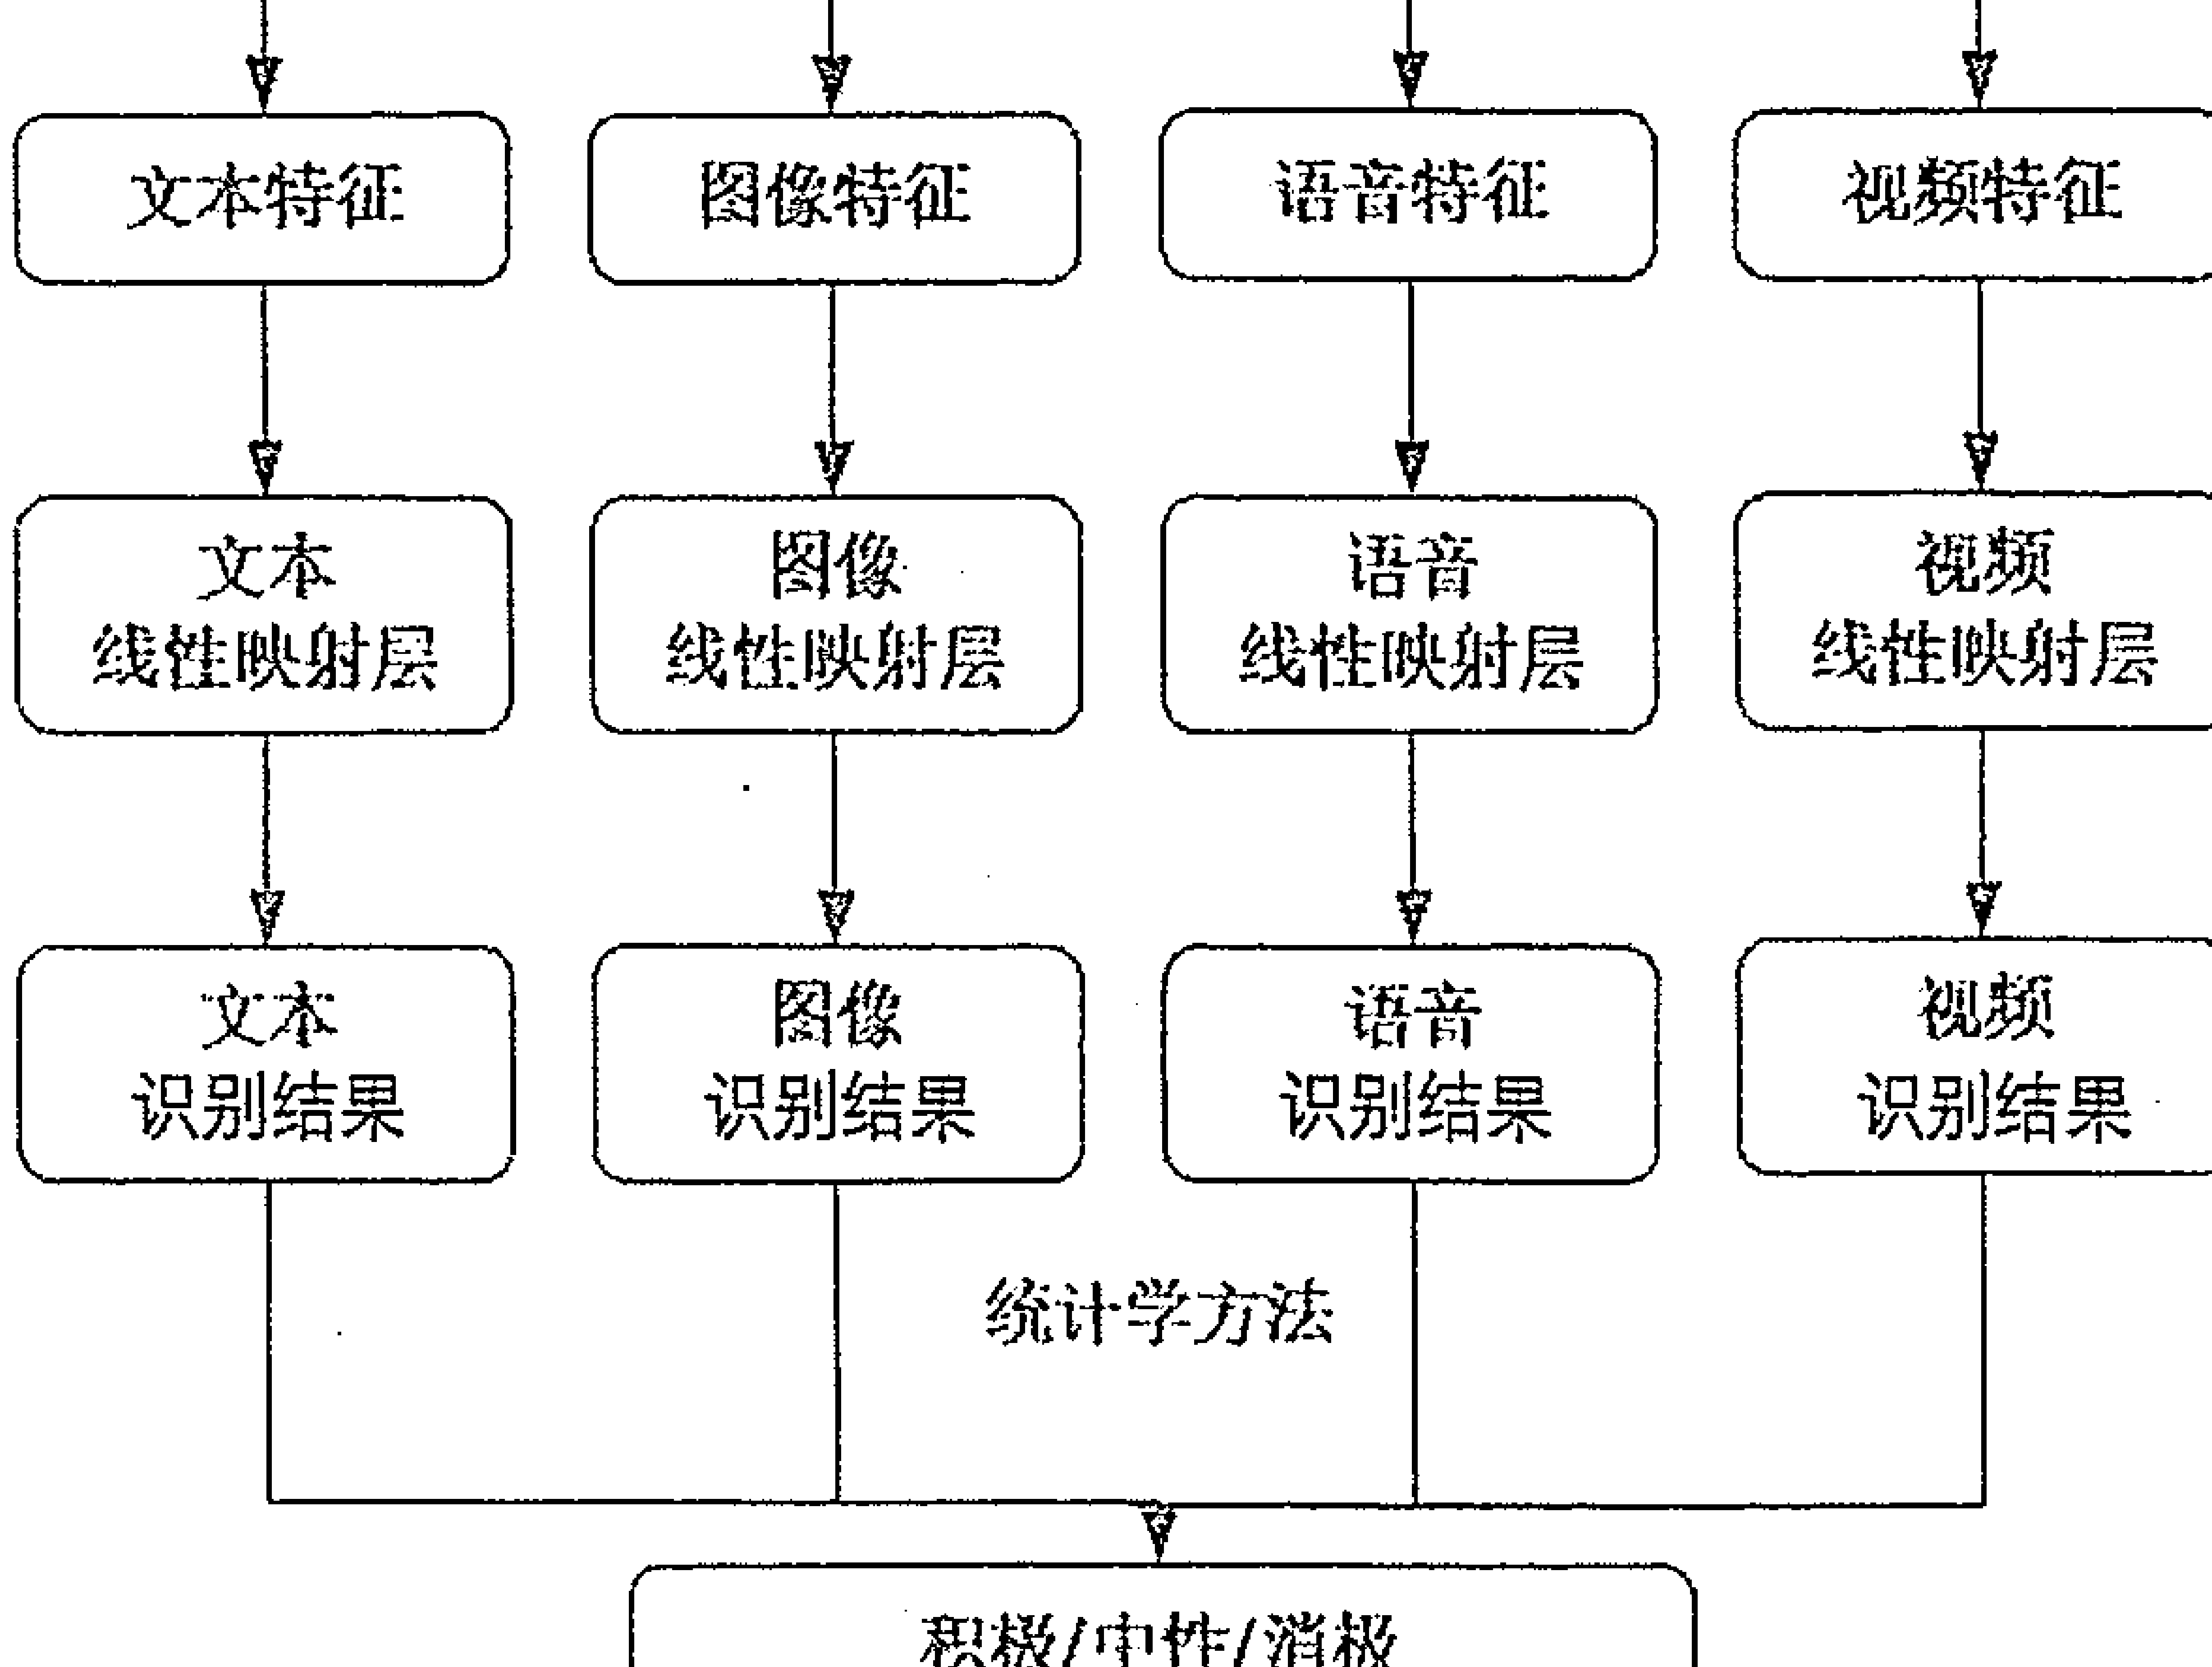 文本特征
图像特征
语音特征
视频特征
文本
线性映射层
图像
线性映射层
语音
线性映射层
视频
线性映射层
文本
识别结果
图像
识别结果
语音
识别结果
视频
识别结果
统计学方法
积极/中性/消极